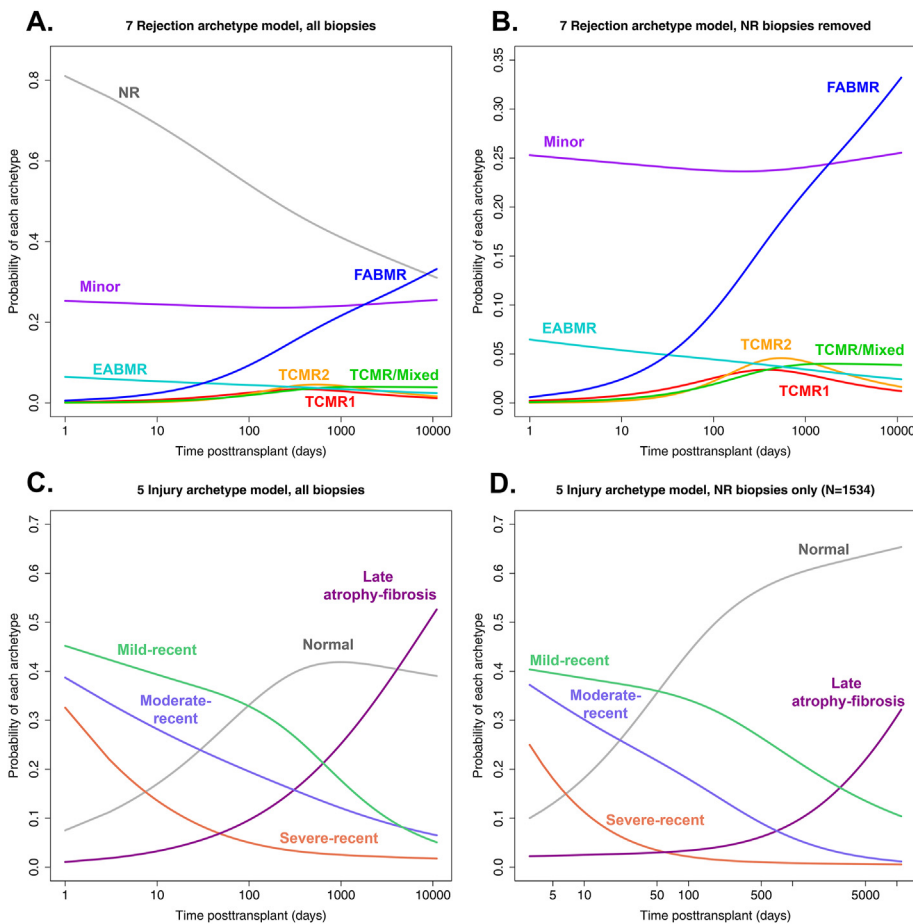 A.
7 Rejection archetype model, all biopsies
Probability of each archetype
0.0
0.2
0.4
0.6
0.8
NR
Minor
FABMR
EABMR
TCMR2
TCMR/Mixed
TCMR1
1
10
100
1000
10000
Time posttransplant (days)
B.
7 Rejection archetype model, NR biopsies removed
Probability of each archetype
0.00
0.05
0.10
0.15
0.20
0.25
0.30
0.35
FABMR
Minor
EABMR
TCMR2
TCMR/Mixed
TCMR1
1
10
100
1000
10000
Time posttransplant (days)
C.
5 Injury archetype model, all biopsies
Probability of each archetype
0.0
0.1
0.2
0.3
0.4
0.5
0.6
0.7
Late
atrophy-fibrosis
Mild-recent
Normal
Moderate-
recent
Severe-recent
1
10
100
1000
10000
Time posttransplant (days)
D.
5 Injury archetype model, NR biopsies only (N=1534)
Probability of each archetype
0.0
0.1
0.2
0.3
0.4
0.5
0.6
0.7
Normal
Mild-recent
Moderate-
recent
Late
atrophy-fibrosis
Severe-recent
5
10
50
100
500
5000
Time posttransplant (days)